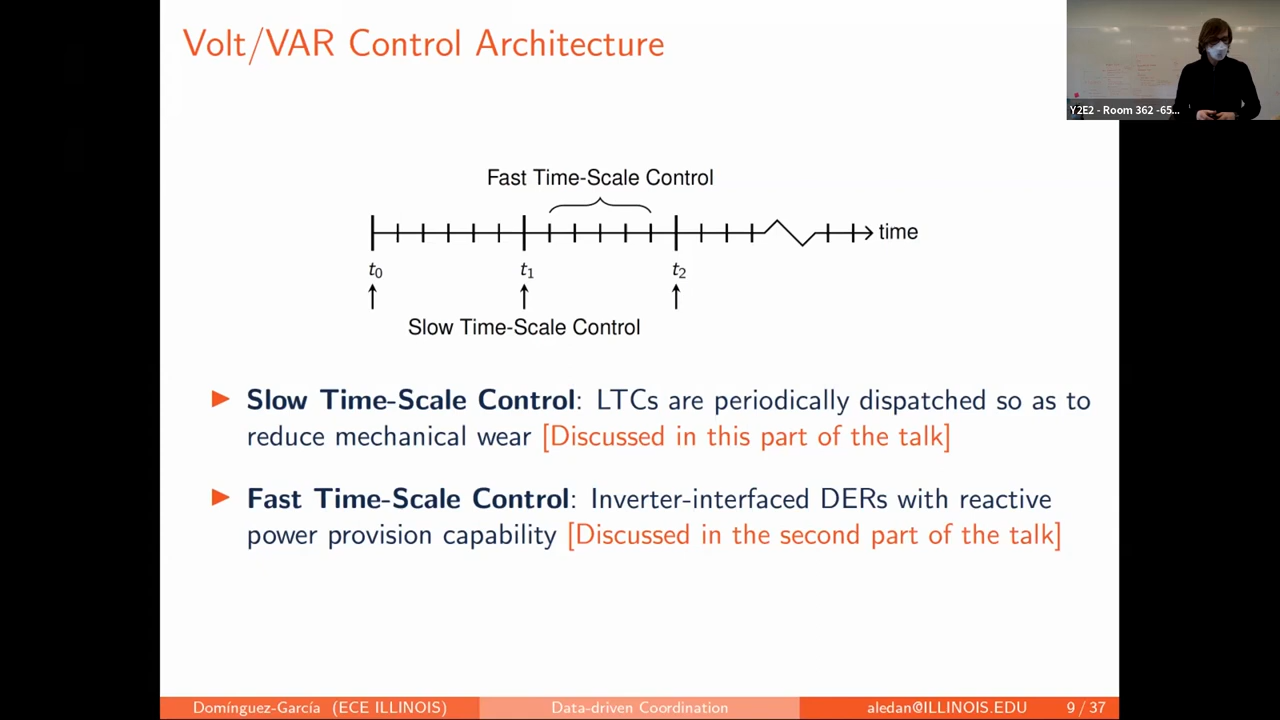 Volt/VAR Control Architecture
Y2E2 - Room 362 -65...
Fast Time-Scale Control
time
t0
t1
t2
Slow Time-Scale Control
Slow Time-Scale Control: LTCs are periodically dispatched so as to
reduce mechanical wear [Discussed in this part of the talk]
Fast Time-Scale Control: Inverter-interfaced DERs with reactive
power provision capability [Discussed in the second part of the talk]
Domínguez-García (ECE ILLINOIS)
Data-driven Coordination
aledan@ILLINOIS.EDU
9 / 37